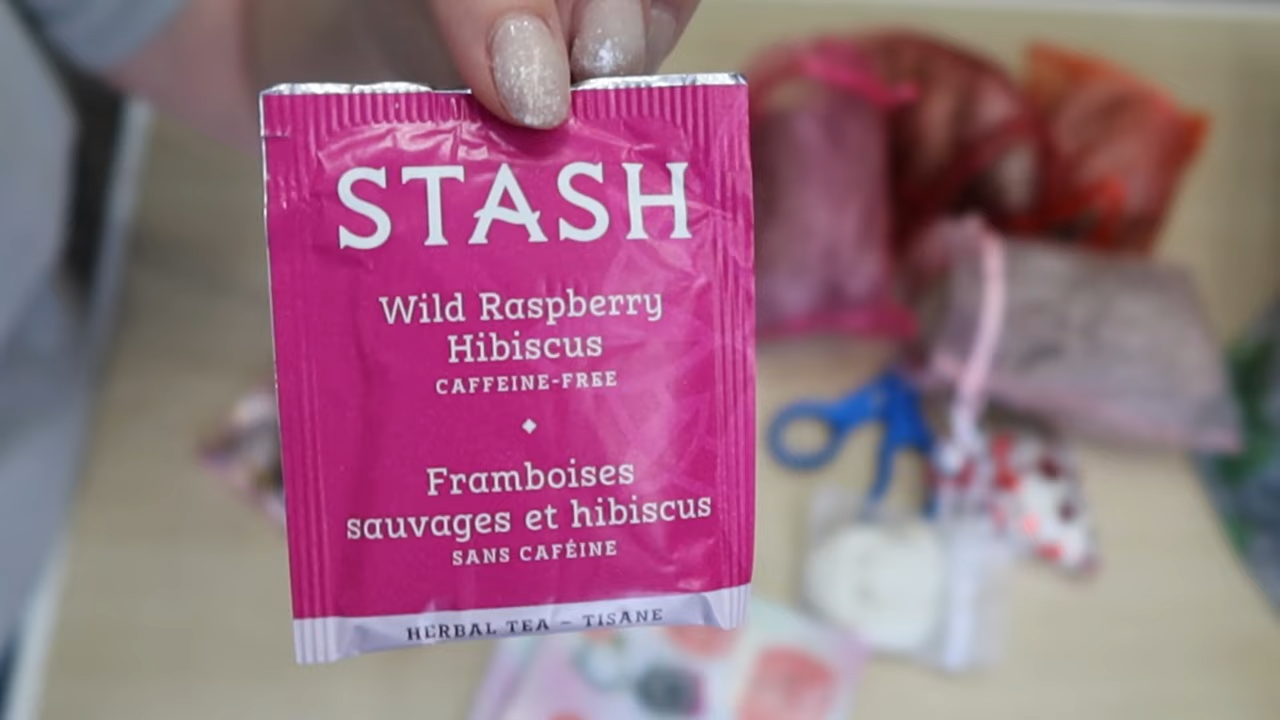 STASH
Wild Raspberry
Hibiscus
CAFFEINE-FREE
Framboises
sauvages et hibiscus
SANS CAFÉINE
HERBAL TEA – TISANE